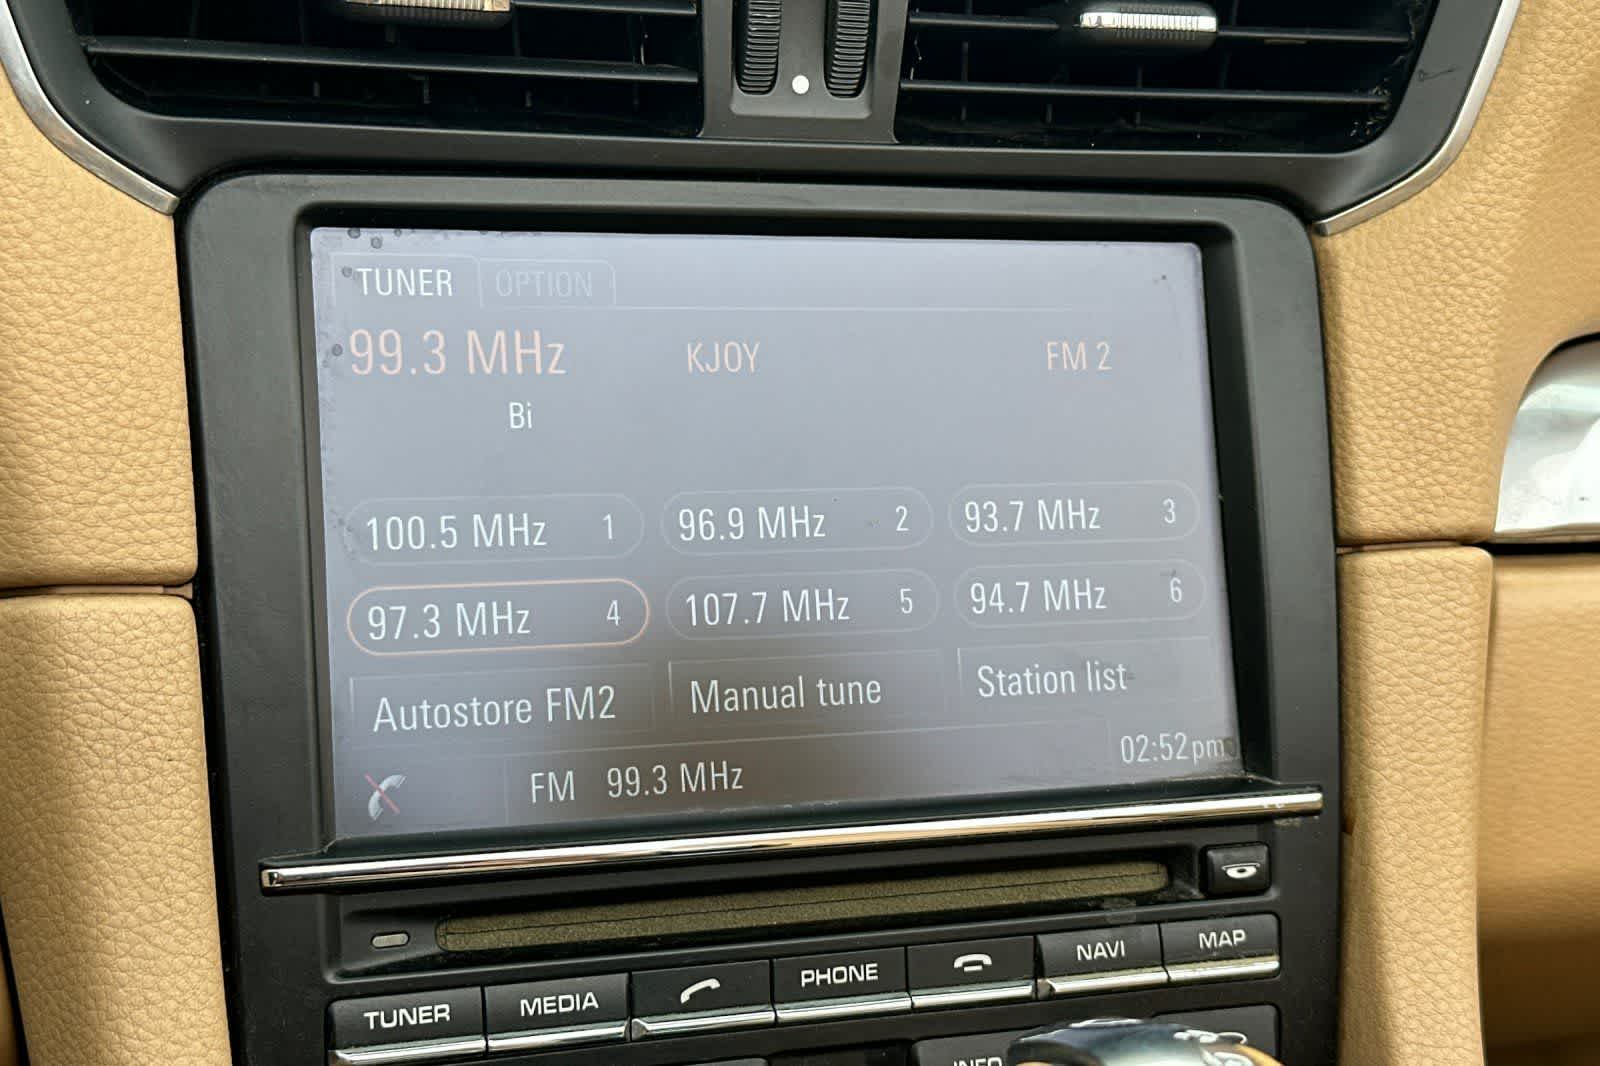 TUNER OPTION
99.3 MHz KJOY FM 2
Bi
100.5 MHz 1 96.9 MHz 2 93.7 MHz 3
97.3 MHz 4 107.7 MHz 5 94.7 MHz 6
Autostore FM2 Manual tune Station list
02:52pm
FM 99.3 MHz
TUNER MEDIA PHONE NAVI MAP
INFO